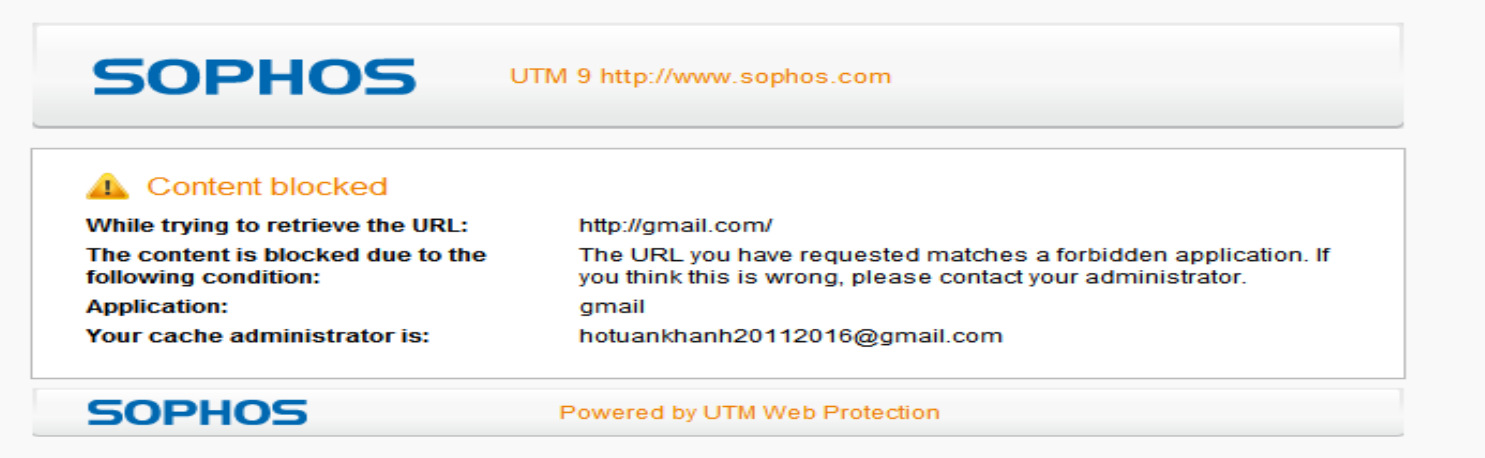 SOPHOS UTM 9 http://www.sophos.com
Content blocked
While trying to retrieve the URL: http://gmail.com/
The content is blocked due to the following condition: The URL you have requested matches a forbidden application. If
you think this is wrong, please contact your administrator.
Application: gmail
Your cache administrator is: hotuankhanh20112016@gmail.com
SOPHOS Powered by UTM Web Protection